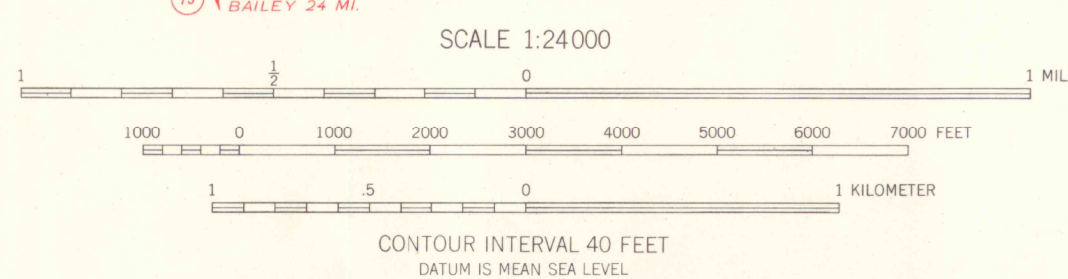 BAILEY 24 MI.
SCALE 1:24000
1 ½ 0 1 MIL
1000 0 1000 2000 3000 4000 5000 6000 7000 FEET
1 .5 0 1 KILOMETER
CONTOUR INTERVAL 40 FEET
DATUM IS MEAN SEA LEVEL